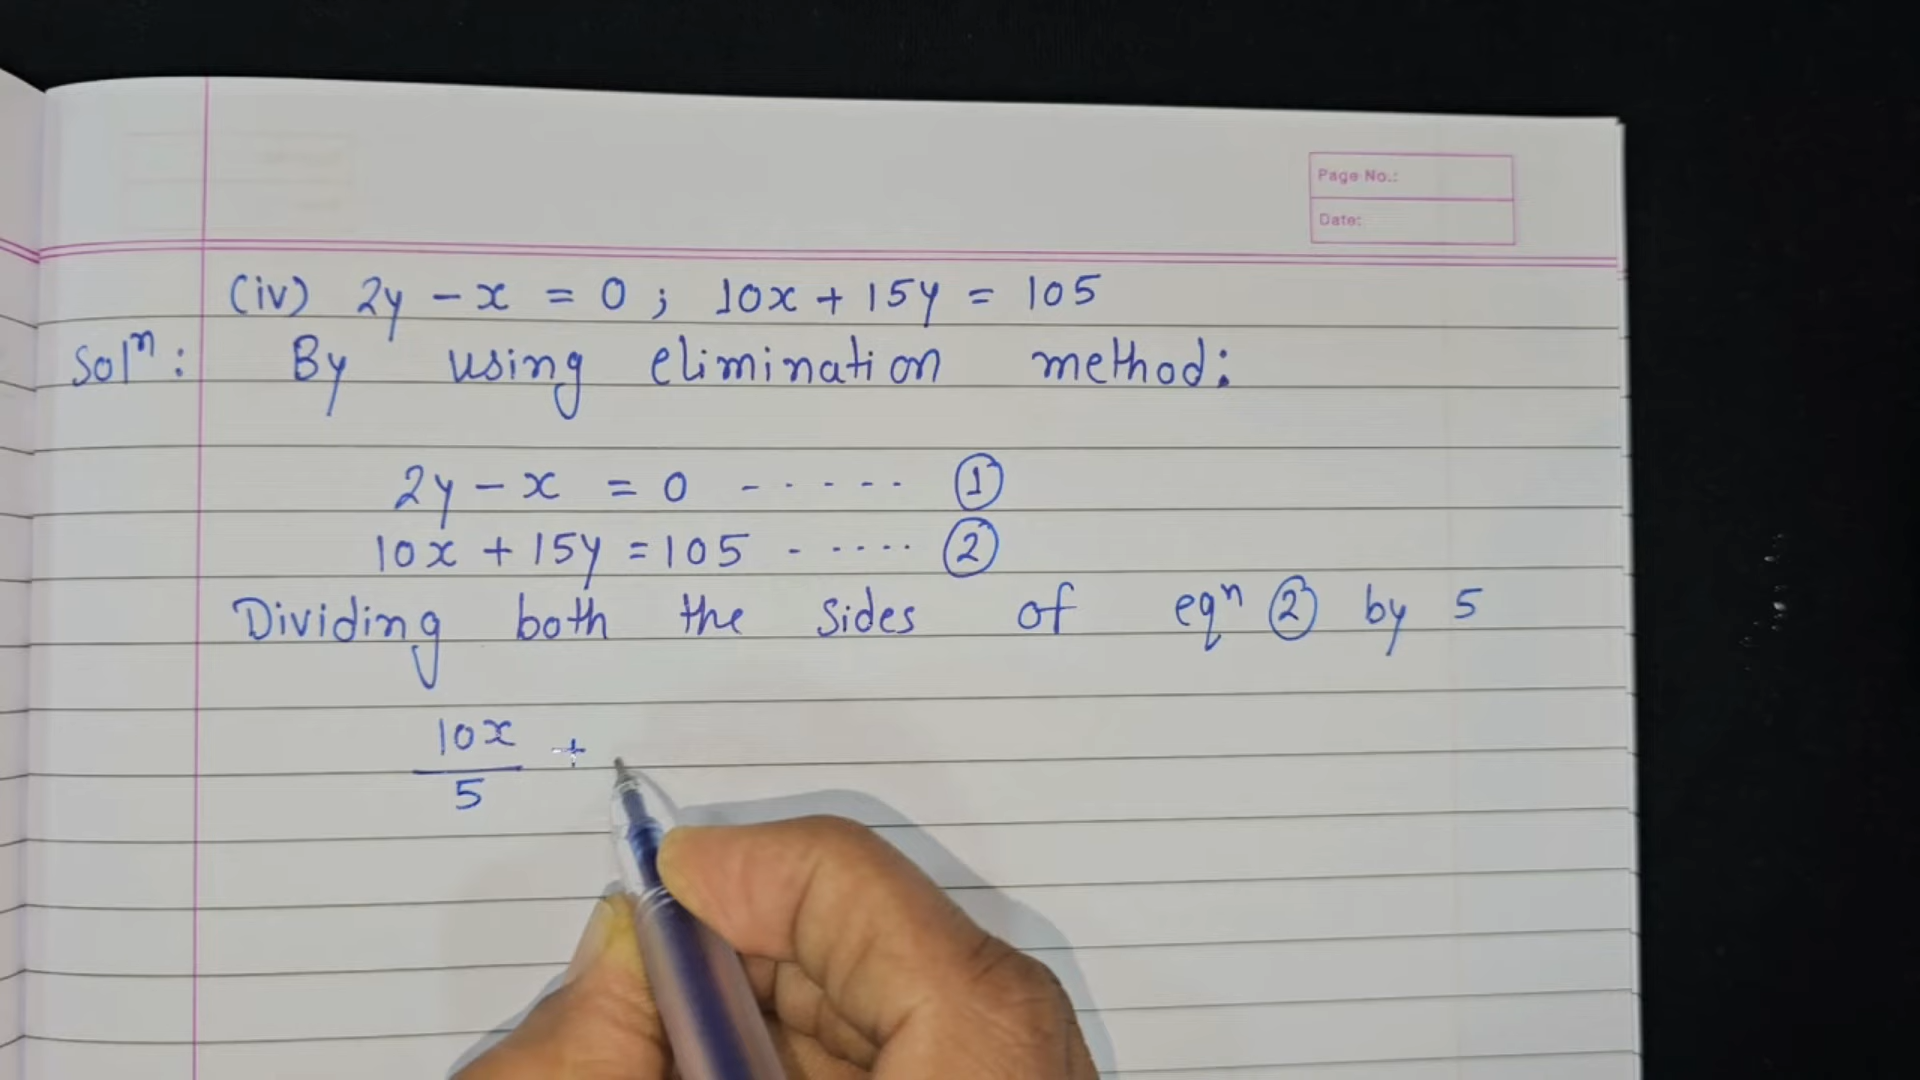 Page No.:
Date:
(iv) 2y - x = 0 ; 10x + 15y = 105
Solⁿ: By using elimination method:
2y - x = 0 - · · · · · ①
10x + 15y = 105 - · · · · · ②
Dividing both the sides of eqⁿ ② by 5
10x +
5